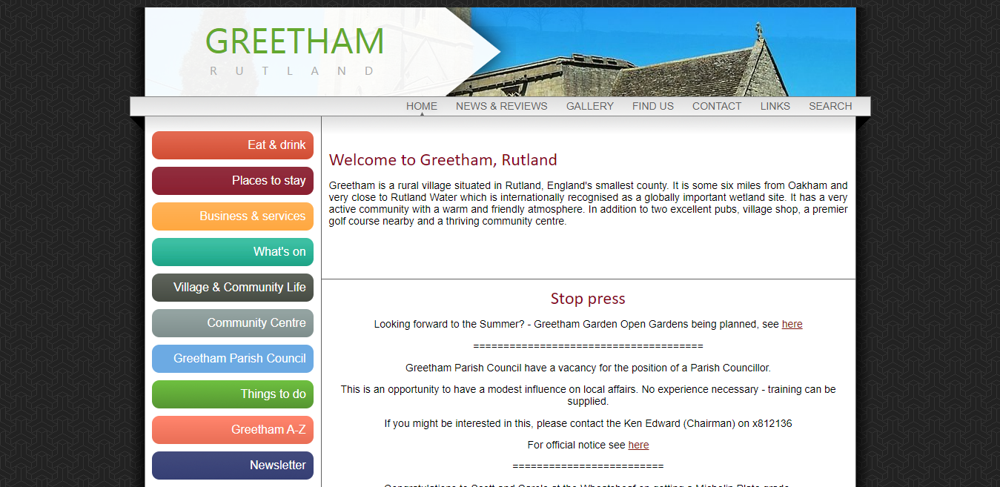 GREETHAM
RUTLAND
HOME NEWS & REVIEWS GALLERY FIND US CONTACT LINKS SEARCH
Eat & drink
Places to stay
Business & services
What's on
Village & Community Life
Community Centre
Greetham Parish Council
Things to do
Greetham A-Z
Newsletter
Welcome to Greetham, Rutland
Greetham is a rural village situated in Rutland, England's smallest county. It is some six miles from Oakham and
very close to Rutland Water which is internationally recognised as a globally important wetland site. It has a very
active community with a warm and friendly atmosphere. In addition to two excellent pubs, village shop, a premier
golf course nearby and a thriving community centre.
Stop press
Looking forward to the Summer? - Greetham Garden Open Gardens being planned, see here
======================================
Greetham Parish Council have a vacancy for the position of a Parish Councillor.
This is an opportunity to have a modest influence on local affairs. No experience necessary - training can be
supplied.
If you might be interested in this, please contact the Ken Edward (Chairman) on x812136
For official notice see here
=========================
Congratulations to Scott and Carole at the Wheatsheaf on getting a Michelin Plate grade